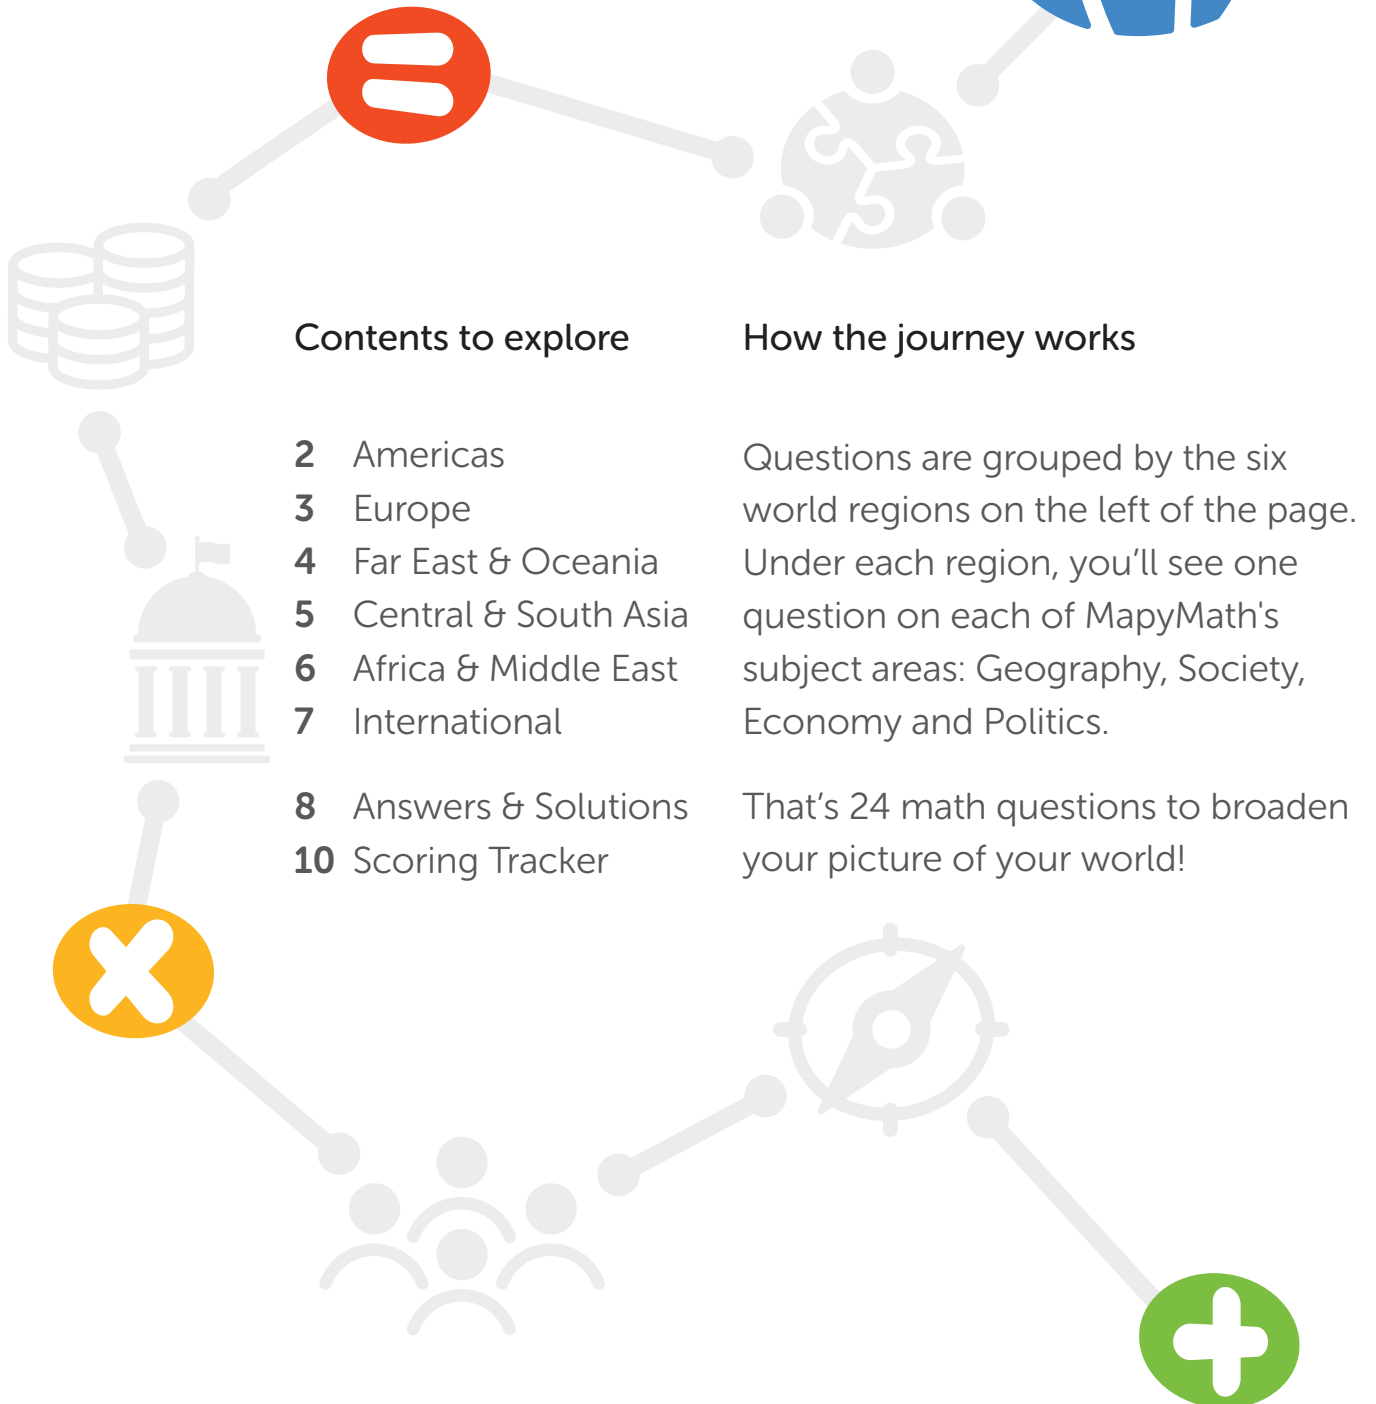 Contents to explore
2 Americas
3 Europe
4 Far East & Oceania
5 Central & South Asia
6 Africa & Middle East
7 International
8 Answers & Solutions
10 Scoring Tracker
How the journey works
Questions are grouped by the six
world regions on the left of the page.
Under each region, you’ll see one
question on each of MapyMath's
subject areas: Geography, Society,
Economy and Politics.
That’s 24 math questions to broaden
your picture of your world!